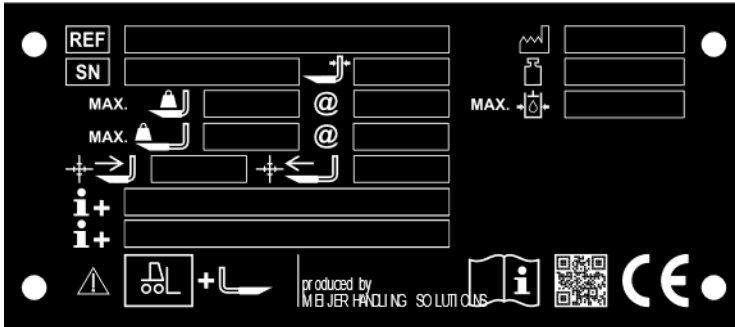 REF
SN
MAX. @
MAX.
MAX. @
i+
i+
+
produced by
MEIJER HANDLING SOLUTIONS
i
CE